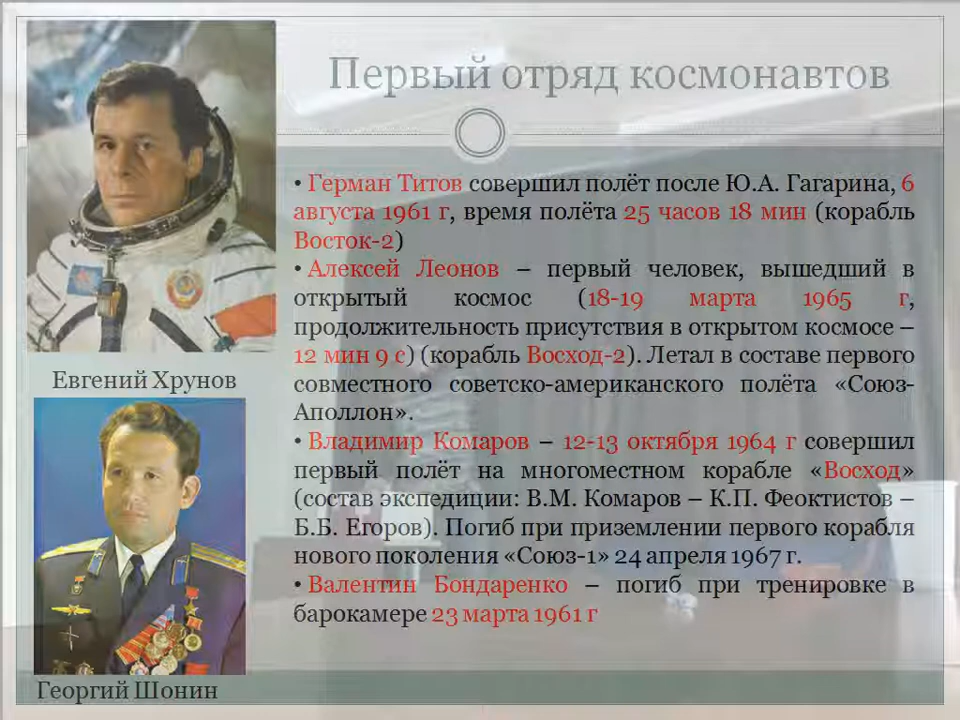 Первый отряд космонавтов
• Герман Титов совершил полёт после Ю.А. Гагарина, 6
августа 1961 г, время полёта 25 часов 18 мин (корабль
Восток-2)
• Алексей Леонов – первый человек, вышедший в
открытый космос (18-19 марта 1965 г,
продолжительность присутствия в открытом космосе –
12 мин 9 с) (корабль Восход-2). Летал в составе первого
совместного советско-американского полёта «Союз-
Аполлон».
• Владимир Комаров – 12-13 октября 1964 г совершил
первый полёт на многоместном корабле «Восход»
(состав экспедиции: В.М. Комаров – К.П. Феоктистов –
Б.Б. Егоров). Погиб при приземлении первого корабля
нового поколения «Союз-1» 24 апреля 1967 г.
• Валентин Бондаренко – погиб при тренировке в
барокамере 23 марта 1961 г
Евгений Хрунов
Георгий Шонин